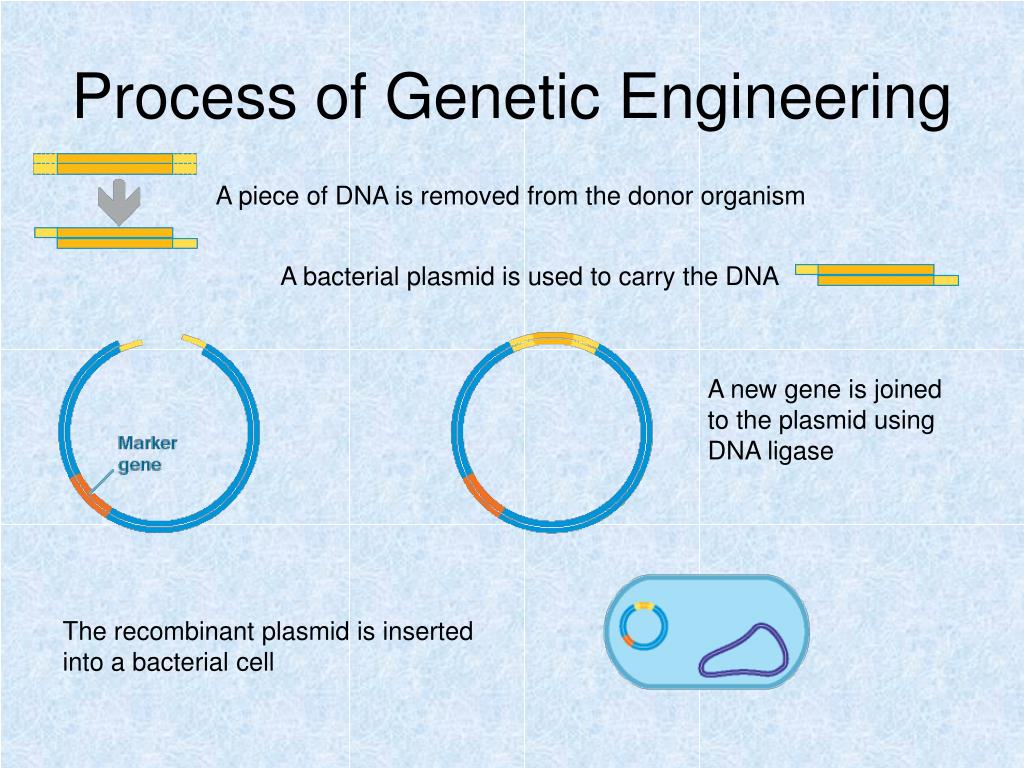 Process of Genetic Engineering
A piece of DNA is removed from the donor organism
A bacterial plasmid is used to carry the DNA
Marker
gene
A new gene is joined
to the plasmid using
DNA ligase
The recombinant plasmid is inserted
into a bacterial cell